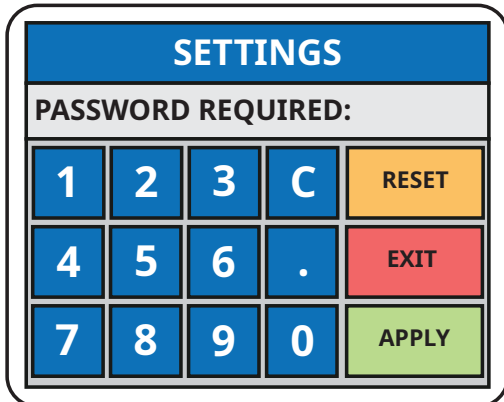 SETTINGS
PASSWORD REQUIRED:
1 2 3 C RESET
4 5 6 . EXIT
7 8 9 0 APPLY